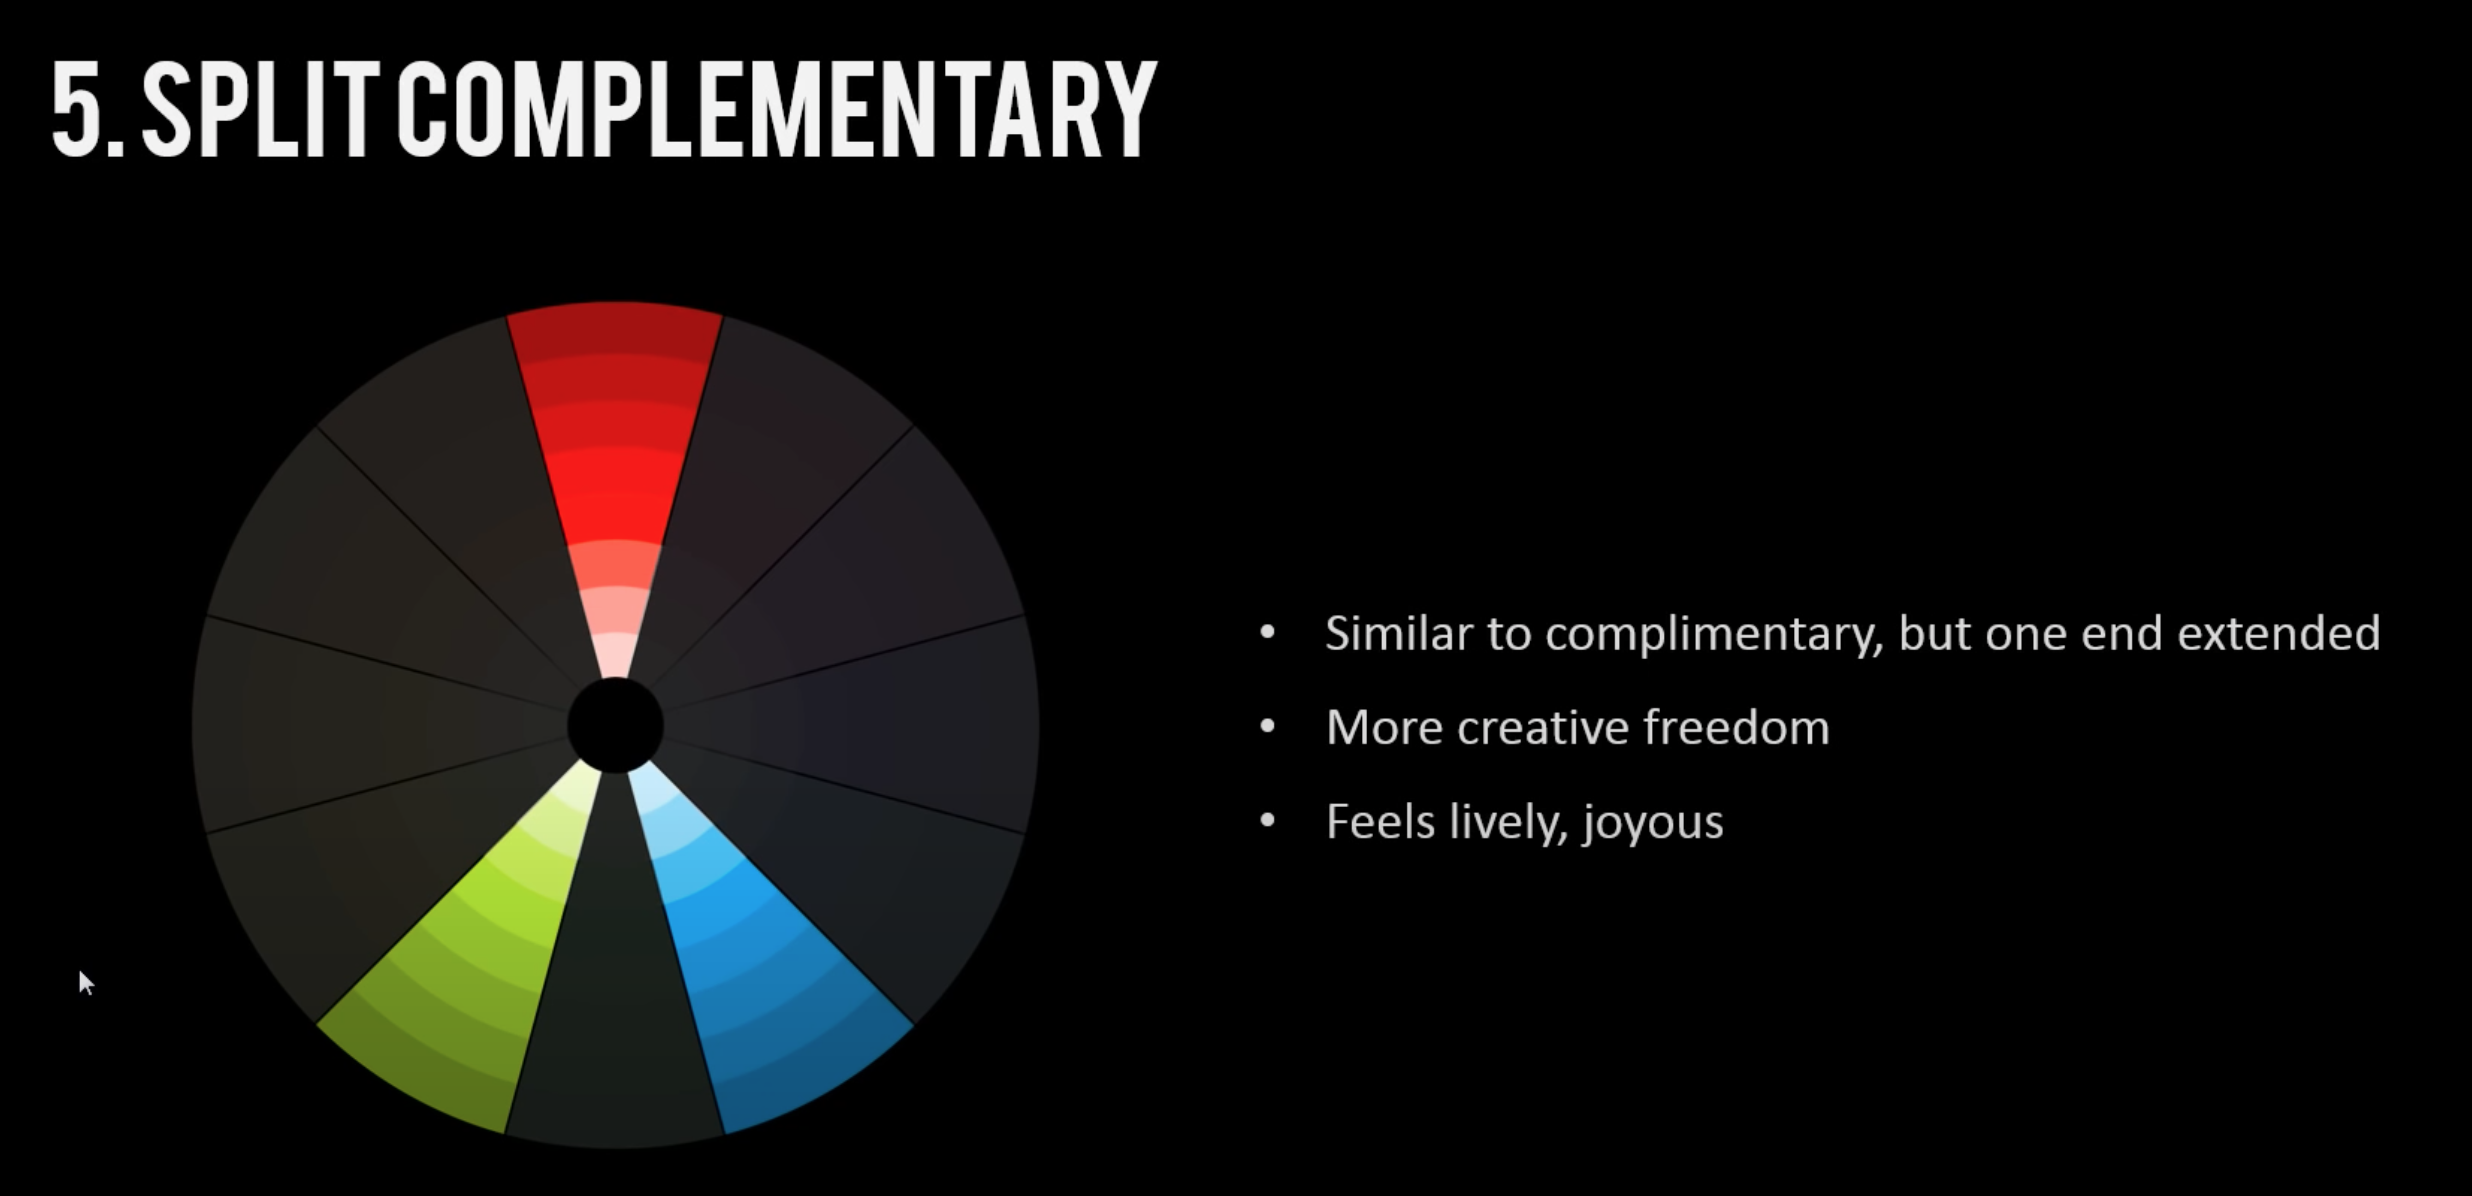 5. SPLIT COMPLEMENTARY
• Similar to complimentary, but one end extended
• More creative freedom
• Feels lively, joyous